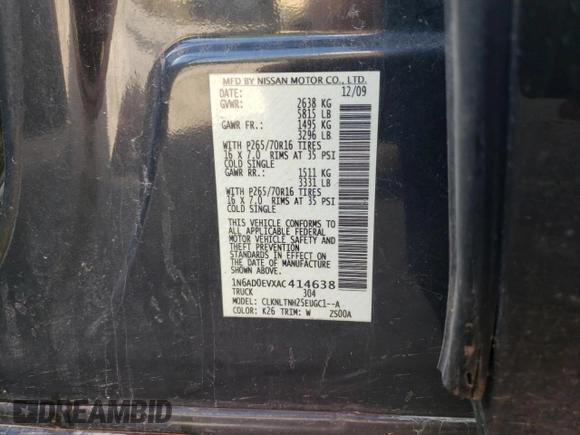 MFD BY NISSAN MOTOR CO., LTD.
DATE: 12/09
GVWR: 2638 KG
5815 LB
GAWR FR.: 1495 KG
3296 LB
WITH P265/70R16 TIRES
16 X 7.0 RIMS AT 35 PSI
COLD SINGLE
GAWR RR.: 1511 KG
3331 LB
WITH P265/70R16 TIRES
16 X 7.0 RIMS AT 35 PSI
COLD SINGLE
THIS VEHICLE CONFORMS TO
ALL APPLICABLE FEDERAL
MOTOR VEHICLE SAFETY AND
THEFT PREVENTION
STANDARDS IN EFFECT ON
THE DATE OF MANUFACTURE
1N6AD0EVXAC414638
TRUCK 304
MODEL: CLKNLTNHZ5EUGC1--A
COLOR: K26 TRIM: W ZS00A
DREAMBID